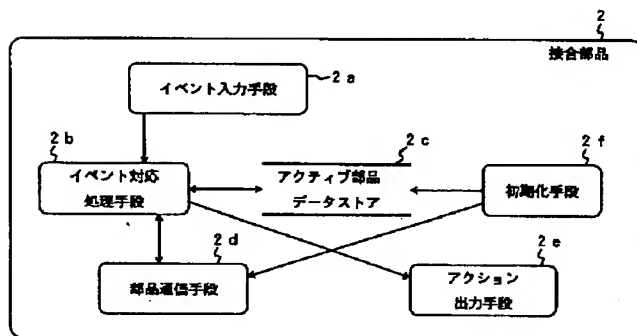 2
接合部品
イベント入力手段
2a
2b
イベント対応
処理手段
2c
アクティブ部品
データストア
2f
初期化手段
2d
部品通信手段
2e
アクション
出力手段